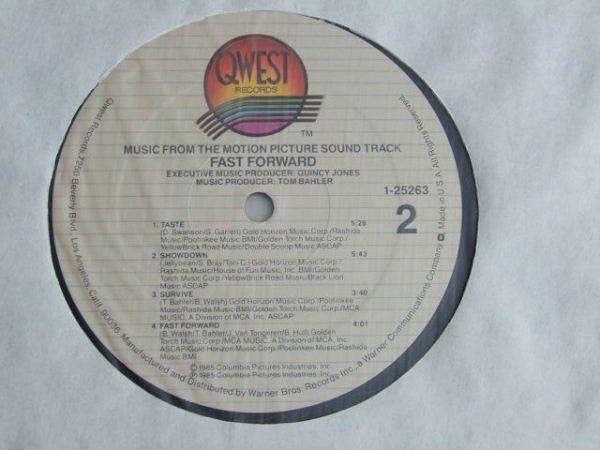 QWEST
RECORDS
TM
MUSIC FROM THE MOTION PICTURE SOUND TRACK
FAST FORWARD
EXECUTIVE MUSIC PRODUCER: QUINCY JONES
MUSIC PRODUCER: TOM BAHLER
1-25263
2
1. TASTE 5:28
(D. Swanson/S. Garrett) Gold Horizon Music Corp./Rashida
Music/Poolinkee Music BMI/Golden Torch Music Corp./
YellowBrick Road Music/Double Scoop Music ASCAP
2. SHOWDOWN 5:43
(Jellybean/S. Bray/Toni C.) Gold Horizon Music Corp./
Rashida Music/House of Fun Music, Inc. BMI/Golden
Torch Music Corp./YellowBrick Road Music/Black Lion
Music ASCAP
3. SURVIVE 3:40
(T. Bahler/B. Walsh) Gold Horizon Music Corp./Poolinkee
Music/Rashida Music BMI/Golden Torch Music Corp./MCA
MUSIC, A Division of MCA, Inc. ASCAP
4. FAST FORWARD 4:01
(B. Walsh/T. Bahler/J. Van Tongeren/B. Hull) Golden
Torch Music Corp./MCA MUSIC, A Division of MCA, Inc.
ASCAP/Gold Horizon Music Corp./Poolinkee Music/Rashida
Music BMI
© 1985 Columbia Pictures Industries, Inc.
℗ 1985 Columbia Pictures Industries, Inc.
Qwest Records, 7250 Beverly Blvd., Los Angeles, Calif. 90036. Manufactured and Distributed by Warner Bros. Records Inc., a Warner Communications Company. Made in U.S.A. All Rights Reserved.